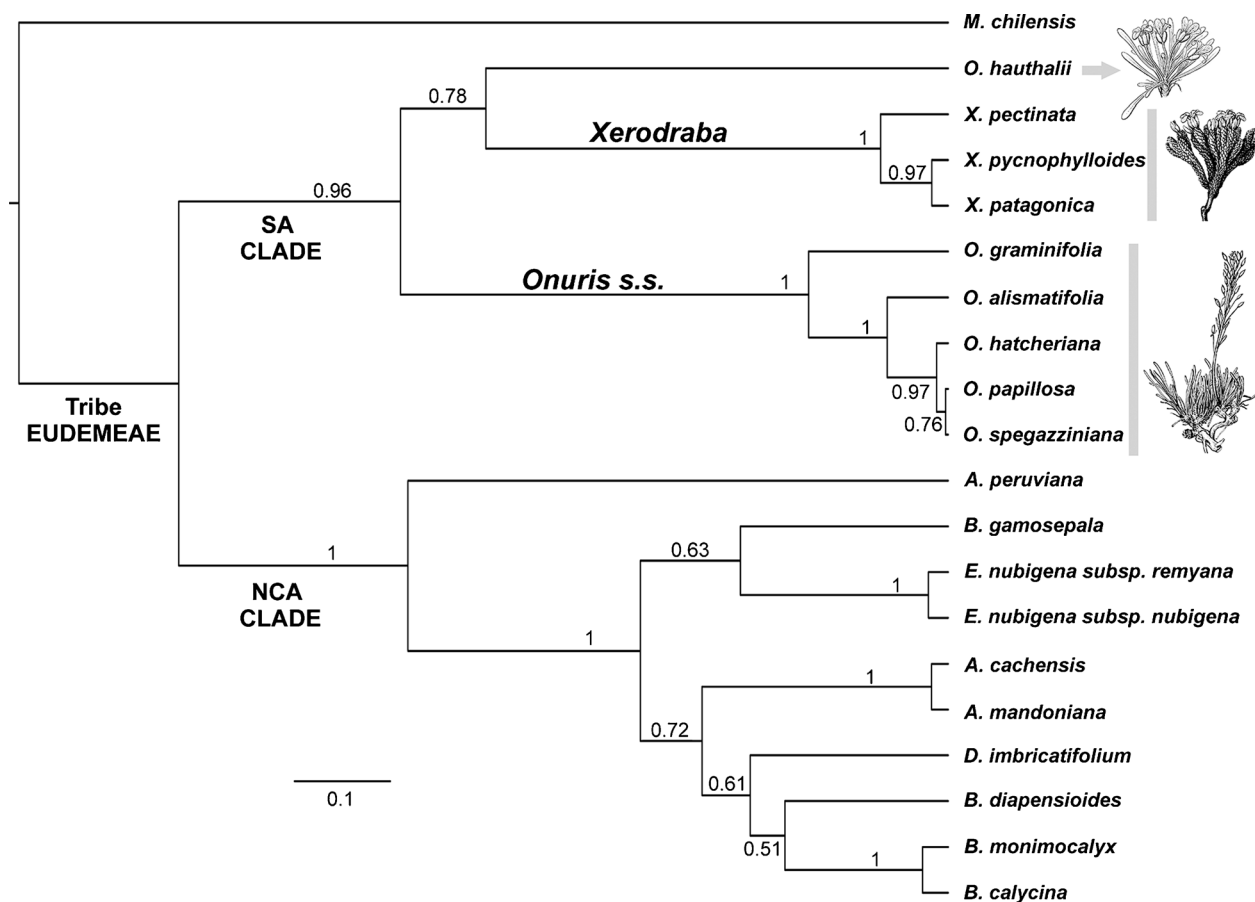 M. chilensis
O. hauthalii
0.78
X. pectinata
Xerodraba
1
X. pycnophylloides
0.97
0.96
X. patagonica
SA
CLADE
O. graminifolia
Onuris s.s.
1
O. alismatifolia
1
O. hatcheriana
0.97
O. papillosa
Tribe
EUDEMEAE
0.76
O. spegazziniana
A. peruviana
B. gamosepala
1
0.63
E. nubigena subsp. remyana
NCA
CLADE
1
E. nubigena subsp. nubigena
1
A. cachensis
1
A. mandoniana
0.72
D. imbricatifolium
0.61
0.1
B. diapensioides
0.51
B. monimocalyx
1
B. calycina